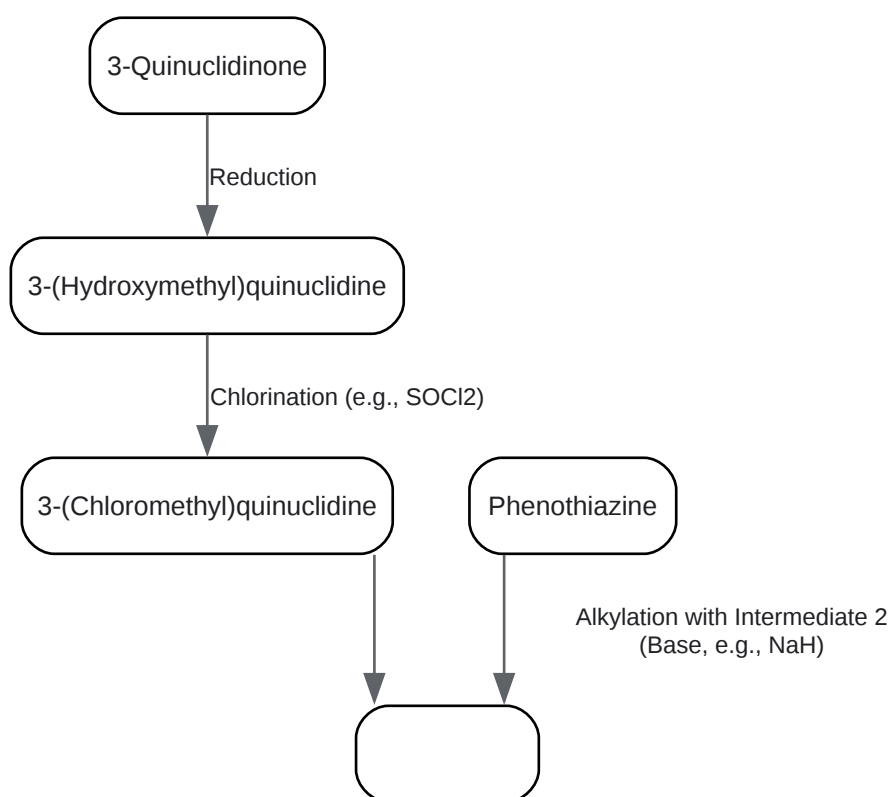 3-Quinuclidinone
Reduction
3-(Hydroxymethyl)quinuclidine
Chlorination (e.g., SOCl2)
3-(Chloromethyl)quinuclidine
Phenothiazine
Alkylation with Intermediate 2
(Base, e.g., NaH)